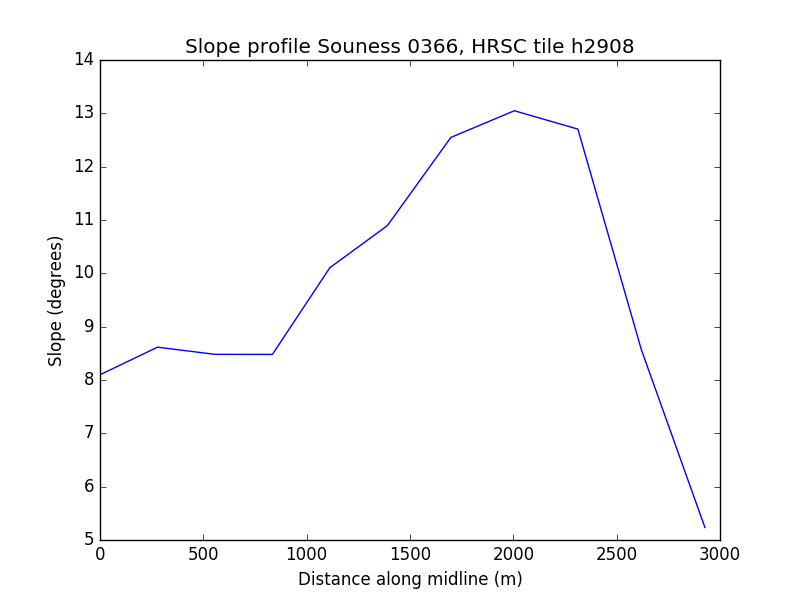 Slope profile Souness 0366, HRSC tile h2908
14
13
12
11
10
9
8
7
6
5
Slope (degrees)
0 500 1000 1500 2000 2500 3000
Distance along midline (m)